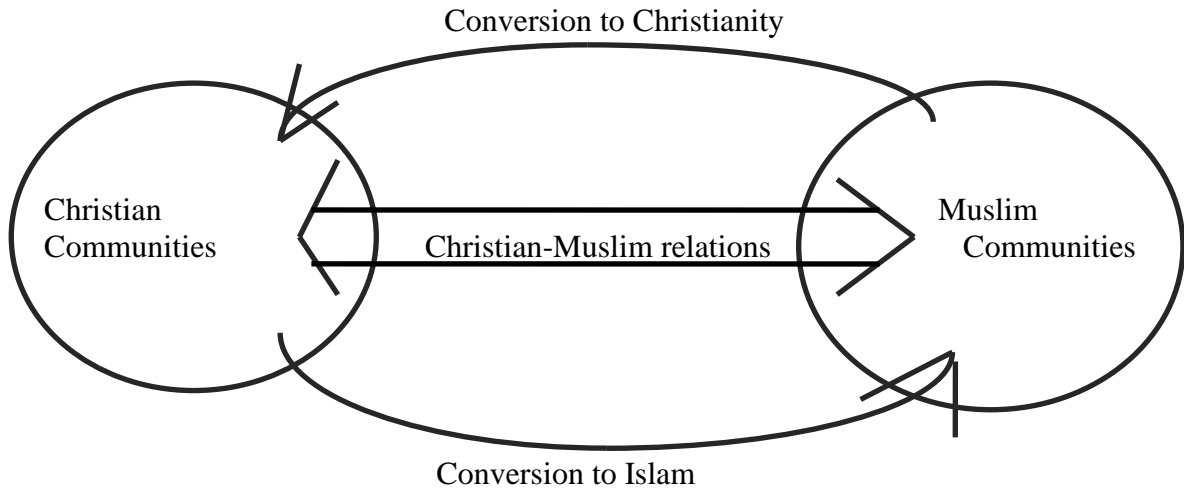 Conversion to Christianity
Christian
Communities
Christian-Muslim relations
Muslim
Communities
Conversion to Islam